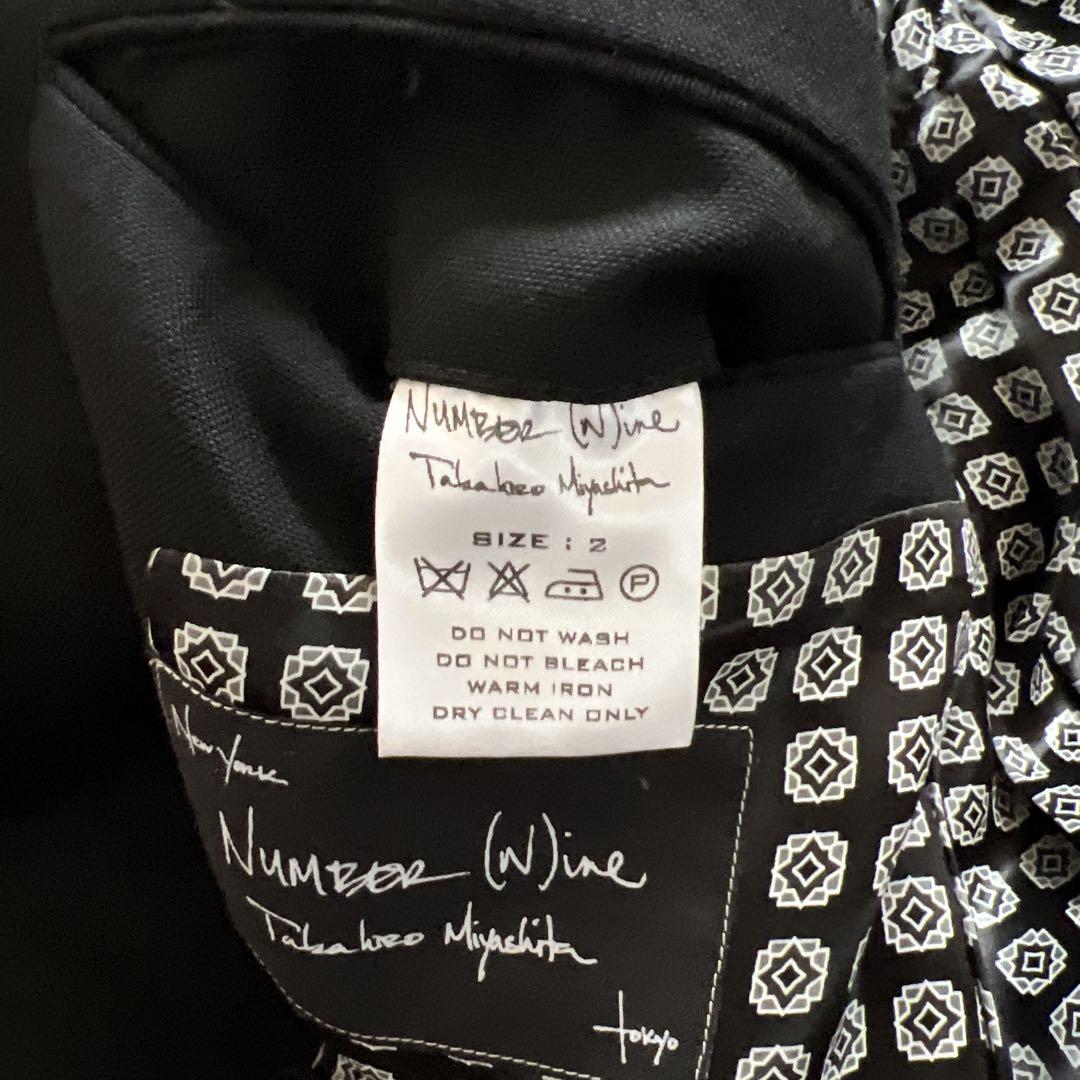 NUMBER (N)ine
Takahiro Miyashita
SIZE : 2
P
DO NOT WASH
DO NOT BLEACH
WARM IRON
DRY CLEAN ONLY
New York
NUMBER (N)ine
Takahiro Miyashita
tokyo